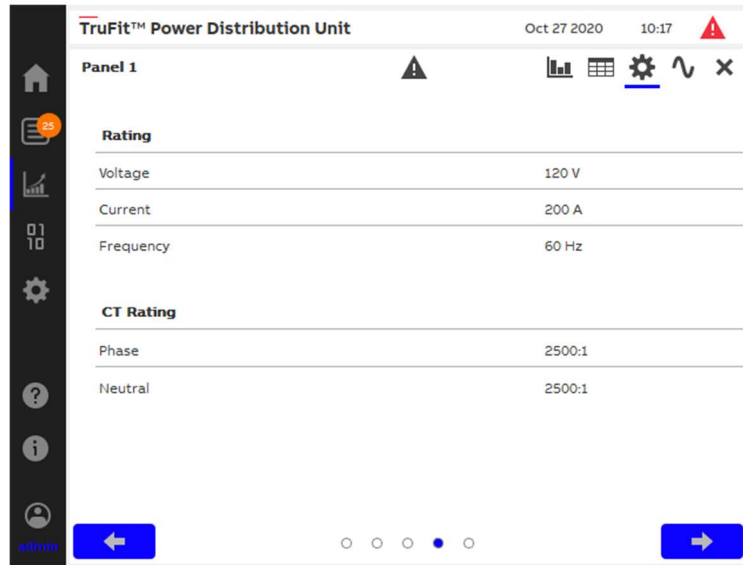 TruFit™ Power Distribution Unit
Oct 27 2020 10:17
Panel 1
25
Rating
Voltage 120 V
Current 200 A
Frequency 60 Hz
CT Rating
Phase 2500:1
Neutral 2500:1
admin